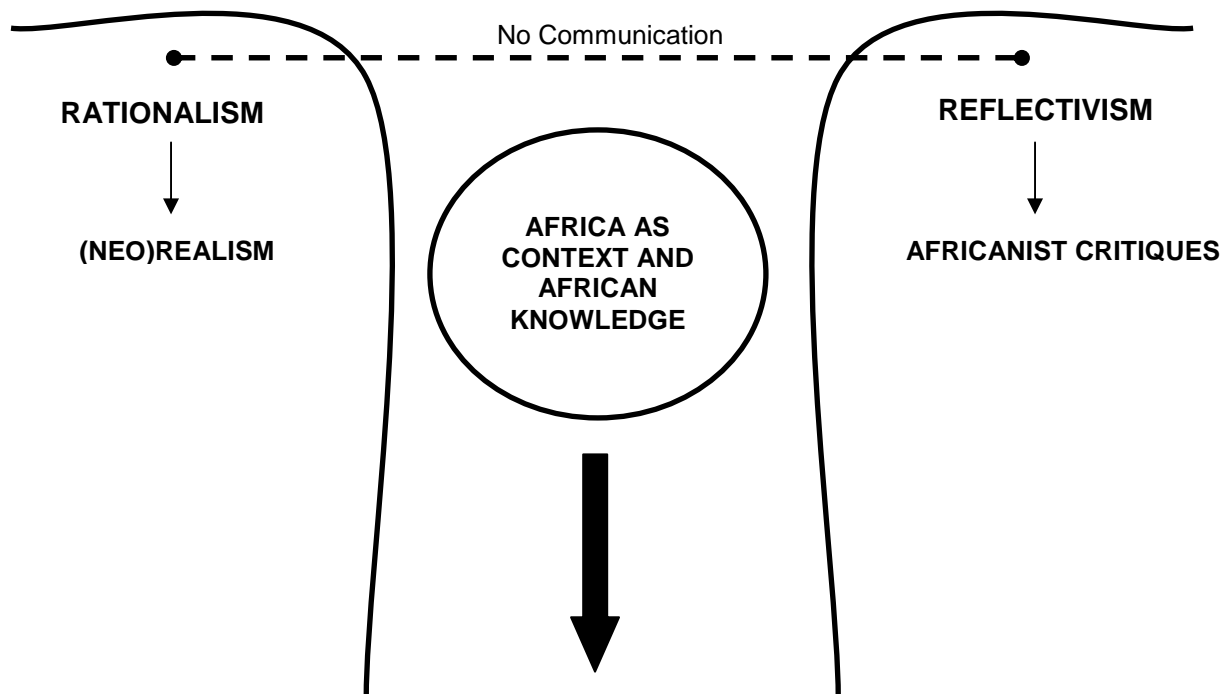 No Communication
RATIONALISM
REFLECTIVISM
(NEO)REALISM
AFRICA AS
CONTEXT AND
AFRICAN
KNOWLEDGE
AFRICANIST CRITIQUES